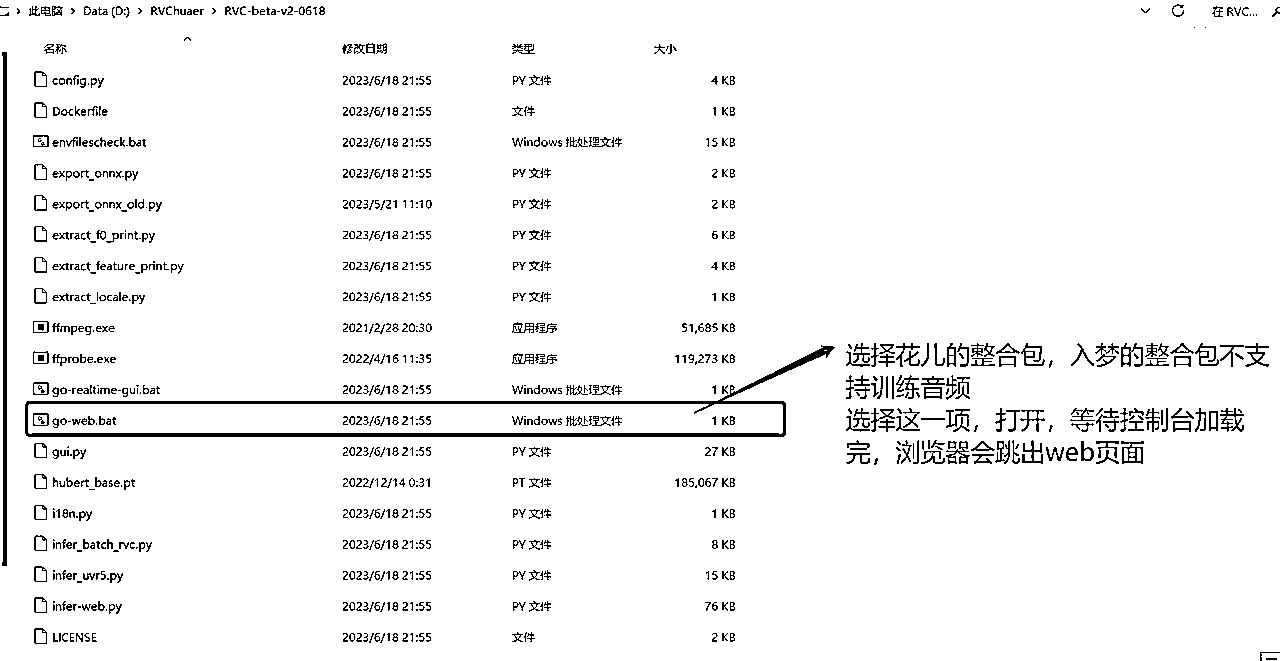 此电脑 > Data (D:) > RVChuaer > RVC-beta-v2-0618 在 RVC...
名称 修改日期 类型 大小
config.py 2023/6/18 21:55 PY 文件 4 KB
Dockerfile 2023/6/18 21:55 文件 1 KB
envfilescheck.bat 2023/6/18 21:55 Windows 批处理文件 15 KB
export_onnx.py 2023/6/18 21:55 PY 文件 2 KB
export_onnx_old.py 2023/5/21 11:10 PY 文件 2 KB
extract_f0_print.py 2023/6/18 21:55 PY 文件 6 KB
extract_feature_print.py 2023/6/18 21:55 PY 文件 4 KB
extract_locale.py 2023/6/18 21:55 PY 文件 1 KB
ffmpeg.exe 2021/2/28 20:30 应用程序 51,685 KB
ffprobe.exe 2022/4/16 11:35 应用程序 119,273 KB
go-realtime-gui.bat 2023/6/18 21:55 Windows 批处理文件 1 KB
go-web.bat 2023/6/18 21:55 Windows 批处理文件 1 KB
gui.py 2023/6/18 21:55 PY 文件 27 KB
hubert_base.pt 2022/12/14 0:31 PT 文件 185,067 KB
i18n.py 2023/6/18 21:55 PY 文件 1 KB
infer_batch_rvc.py 2023/6/18 21:55 PY 文件 8 KB
infer_uvr5.py 2023/6/18 21:55 PY 文件 15 KB
infer-web.py 2023/6/18 21:55 PY 文件 76 KB
LICENSE 2023/6/18 21:55 文件 2 KB
选择花儿的整合包，入梦的整合包不支
持训练音频
选择这一项，打开，等待控制台加载
完，浏览器会跳出web页面